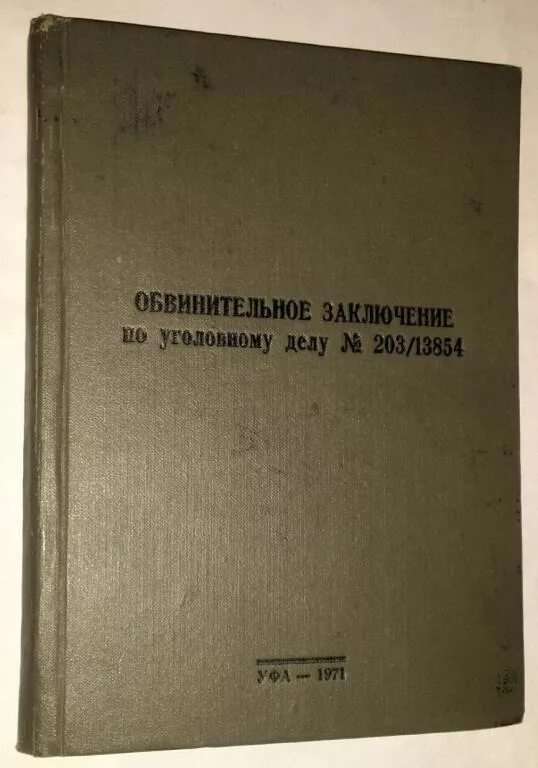 ОБВИНИТЕЛЬНОЕ ЗАКЛЮЧЕНИЕ
по уголовному делу № 203/13854
УФА — 1971